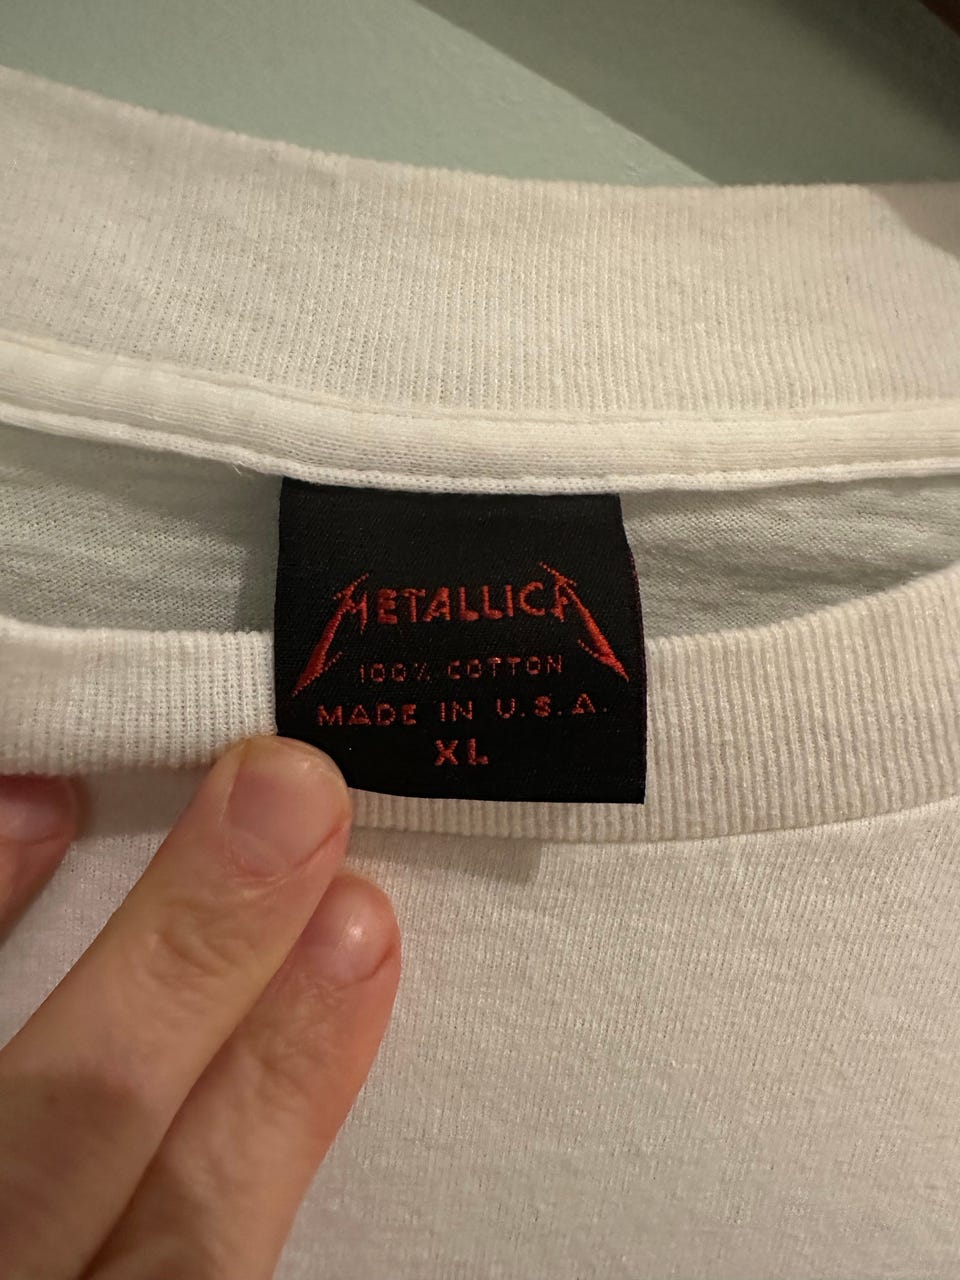 METALLICA
100% COTTON
MADE IN U.S.A.
XL